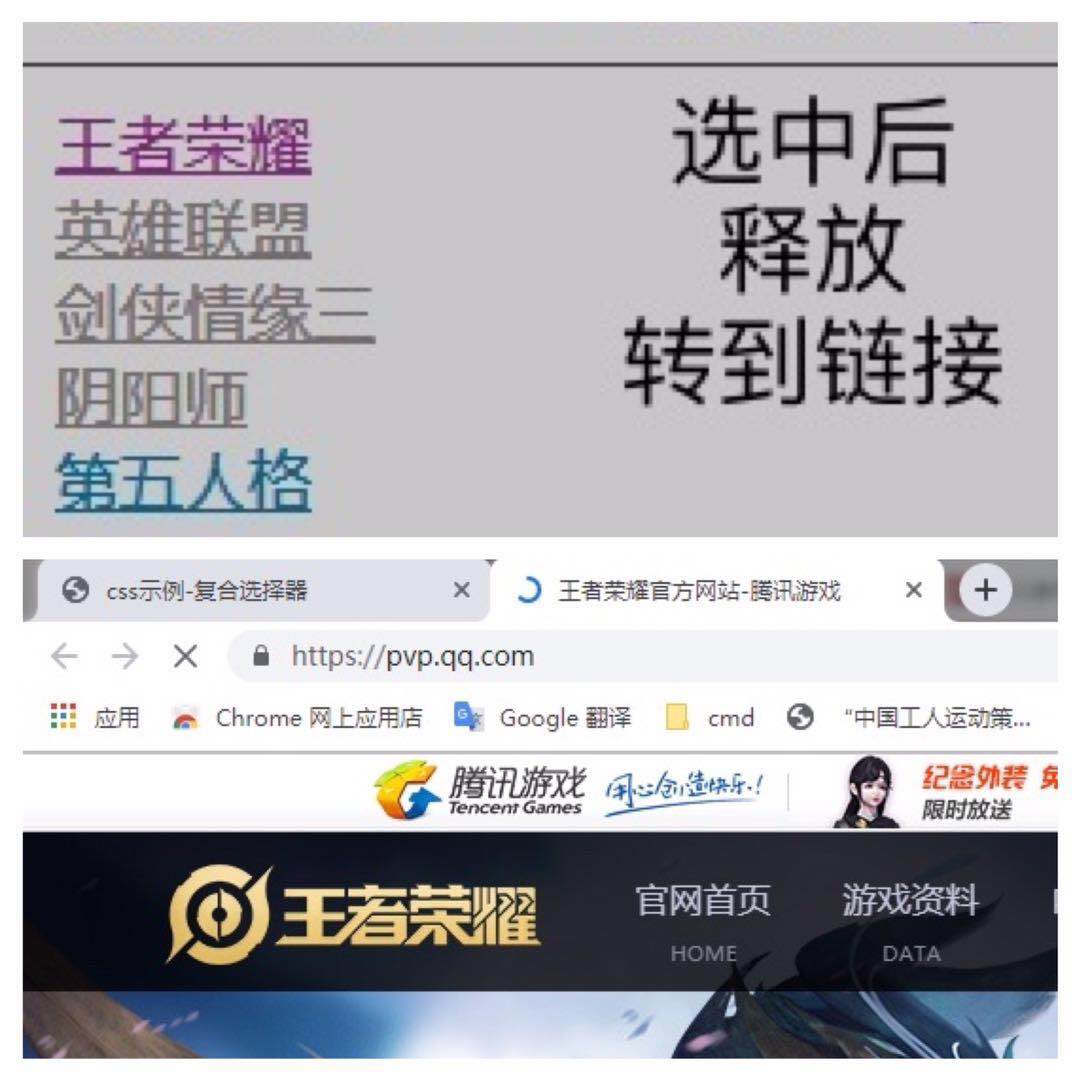 王者荣耀
英雄联盟
剑侠情缘三
阴阳师
第五人格
选中后
释放
转到链接
css示例-复合选择器
王者荣耀官方网站-腾讯游戏
https://pvp.qq.com
应用 Chrome 网上应用店 Google 翻译 cmd “中国工人运动策...
腾讯游戏 用心创造快乐! 纪念外装 免
Tencent Games 限时放送
王者荣耀 官网首页 游戏资料
HOME DATA